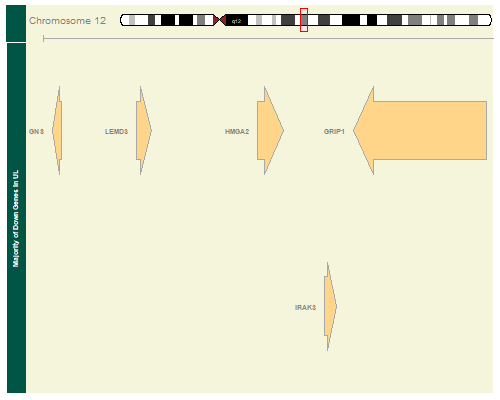 Chromosome 12
q12
GNS
LEMD3
HMGA2
GRIP1
IRAK3
Majority of Down Genes in UL